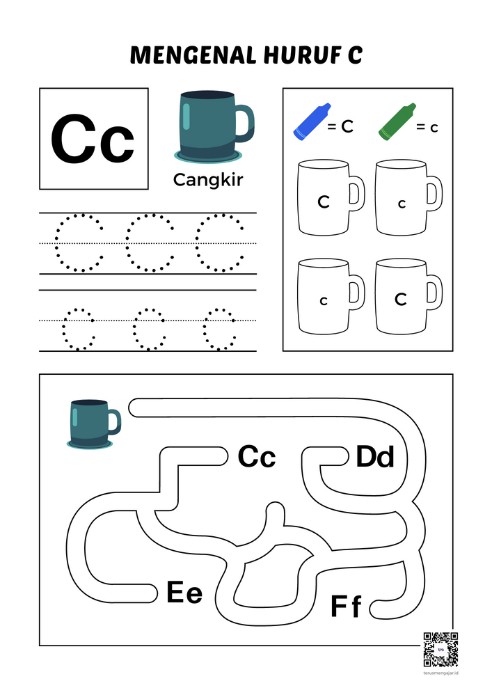 MENGENAL HURUF C
Cc
Cangkir
= C
= c
C
c
c
C
C C C
c c c
Cc
Dd
Ee
Ff